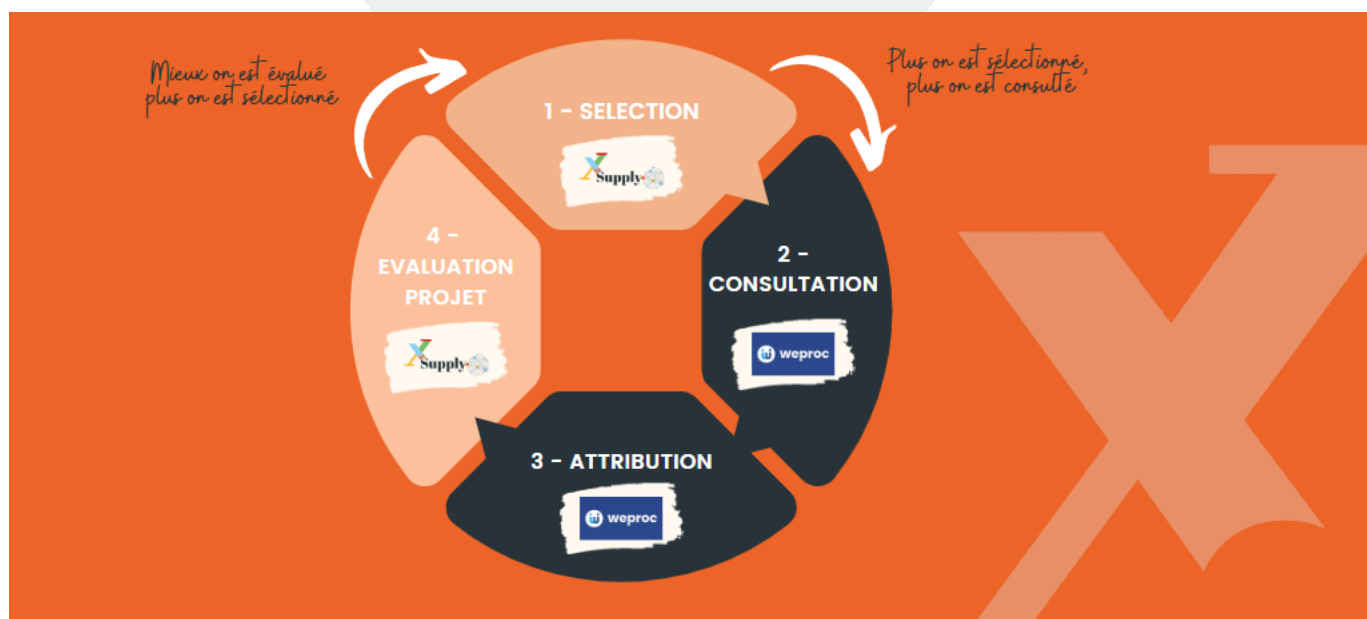 Mieux on est évalué
plus on est sélectionné
Plus on est sélectionné,
plus on est consulté
1 - SELECTION
X Supply
2 -
CONSULTATION
weproc
3 - ATTRIBUTION
weproc
4 -
EVALUATION
PROJET
X Supply
X